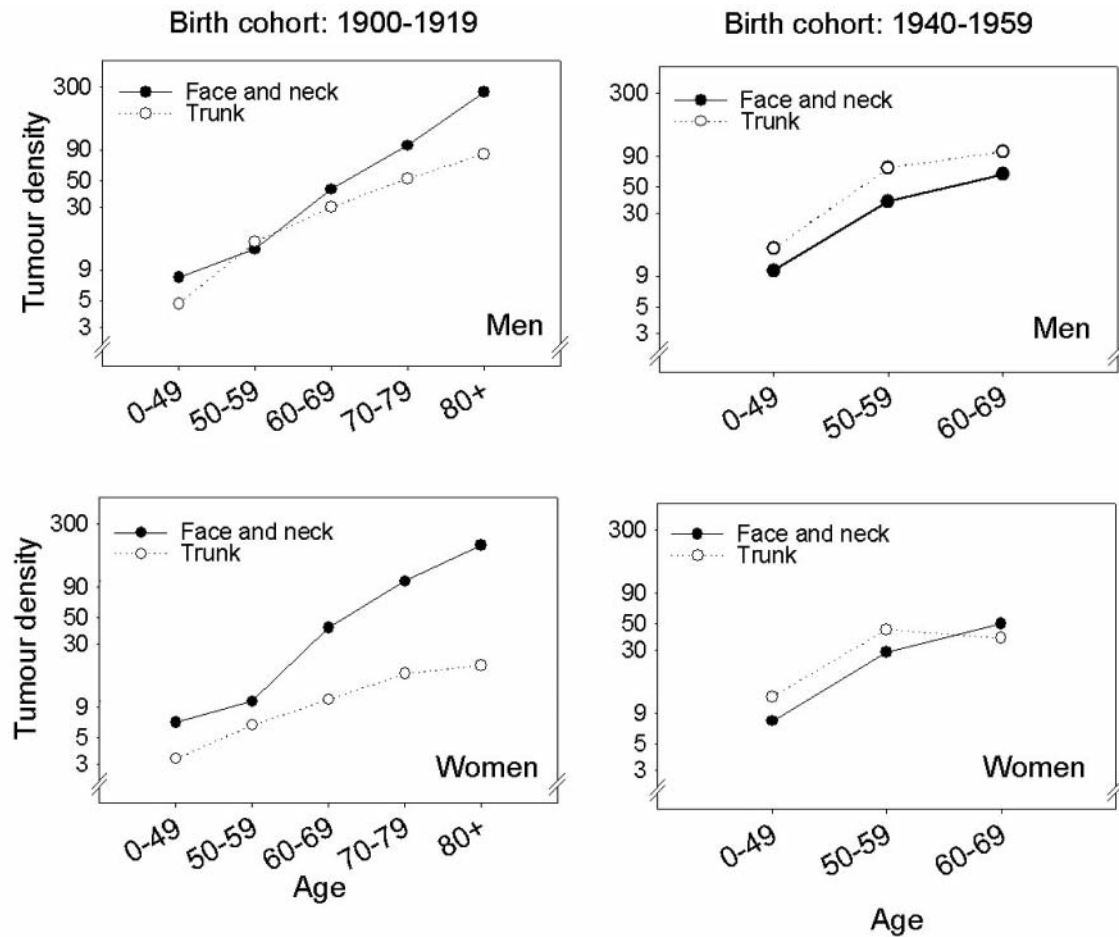 Birth cohort: 1900-1919
Birth cohort: 1940-1959
Tumour density
300
90
50
30
9
5
3
Face and neck
Trunk
Men
0-49
50-59
60-69
70-79
80+
300
90
50
30
9
5
3
Face and neck
Trunk
Men
0-49
50-59
60-69
Tumour density
300
90
50
30
9
5
3
Face and neck
Trunk
Women
0-49
50-59
60-69
70-79
80+
Age
300
90
50
30
9
5
3
Face and neck
Trunk
Women
0-49
50-59
60-69
Age